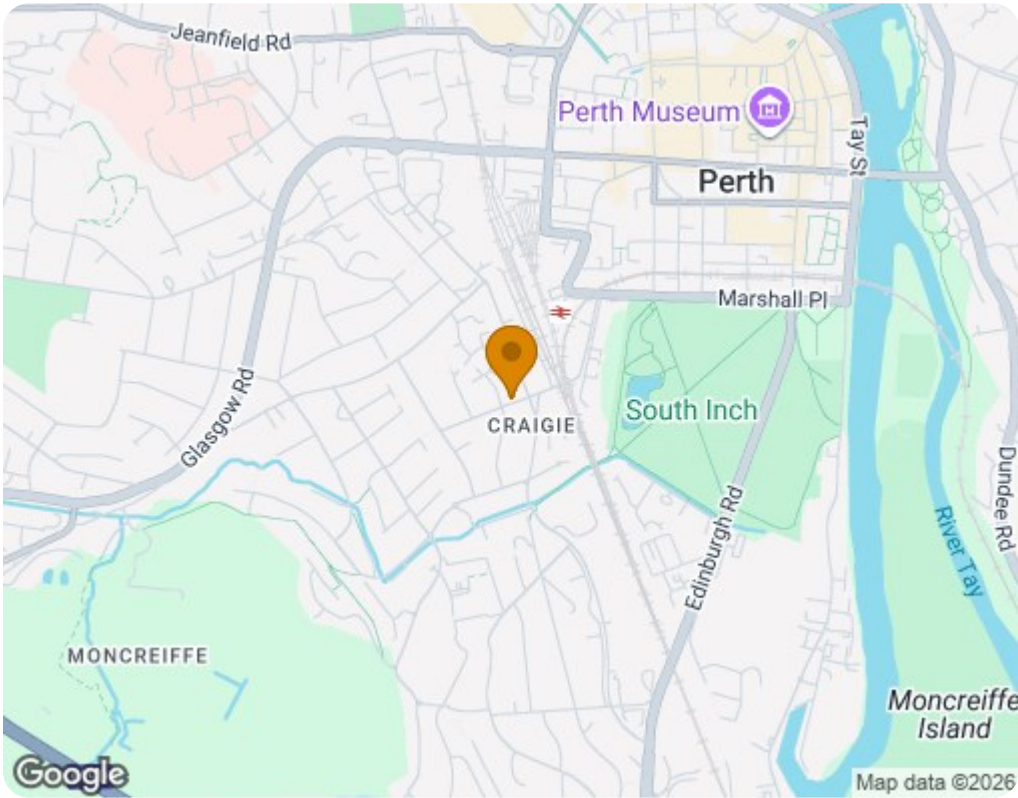 Jeanfield Rd
Perth Museum
Tay St
Perth
Marshall Pl
Glasgow Rd
South Inch
CRAIGIE
Dundee Rd
Edinburgh Rd
River Tay
MONCREIFFE
Moncreiffe
Island
Google
Map data ©2026